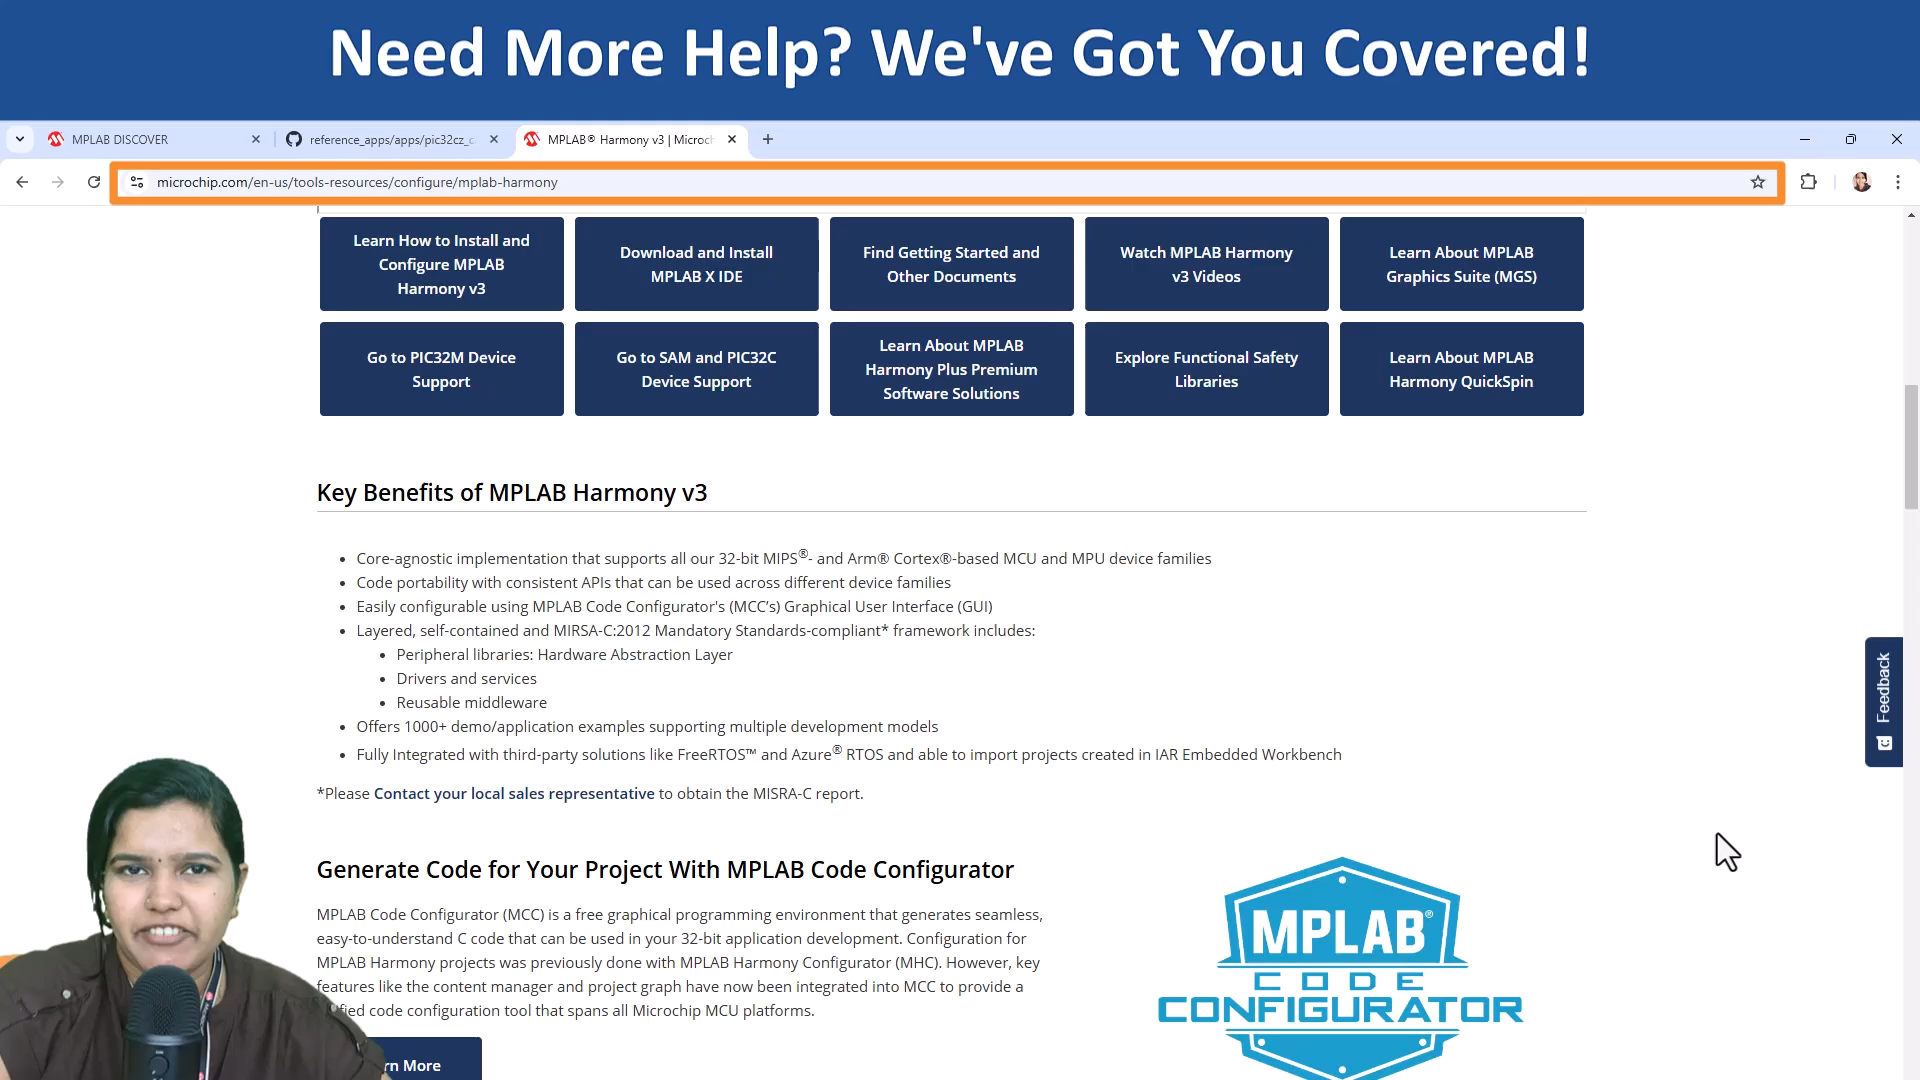 Need More Help? We've Got You Covered!
MPLAB DISCOVER
reference_apps/apps/pic32cz_c
MPLAB® Harmony v3 | Microc
microchip.com/en-us/tools-resources/configure/mplab-harmony
Learn How to Install and
Configure MPLAB
Harmony v3
Download and Install
MPLAB X IDE
Find Getting Started and
Other Documents
Watch MPLAB Harmony
v3 Videos
Learn About MPLAB
Graphics Suite (MGS)
Go to PIC32M Device
Support
Go to SAM and PIC32C
Device Support
Learn About MPLAB
Harmony Plus Premium
Software Solutions
Explore Functional Safety
Libraries
Learn About MPLAB
Harmony QuickSpin
Key Benefits of MPLAB Harmony v3
• Core-agnostic implementation that supports all our 32-bit MIPS®- and Arm® Cortex®-based MCU and MPU device families
• Code portability with consistent APIs that can be used across different device families
• Easily configurable using MPLAB Code Configurator's (MCC’s) Graphical User Interface (GUI)
• Layered, self-contained and MIRSA-C:2012 Mandatory Standards-compliant* framework includes:
• Peripheral libraries: Hardware Abstraction Layer
• Drivers and services
• Reusable middleware
• Offers 1000+ demo/application examples supporting multiple development models
• Fully Integrated with third-party solutions like FreeRTOS™ and Azure® RTOS and able to import projects created in IAR Embedded Workbench
*Please Contact your local sales representative to obtain the MISRA-C report.
Feedback
Generate Code for Your Project With MPLAB Code Configurator
MPLAB Code Configurator (MCC) is a free graphical programming environment that generates seamless,
easy-to-understand C code that can be used in your 32-bit application development. Configuration for
MPLAB Harmony projects was previously done with MPLAB Harmony Configurator (MHC). However, key
features like the content manager and project graph have now been integrated into MCC to provide a
code configuration tool that spans all Microchip MCU platforms.
More
MPLAB®
CODE
CONFIGURATOR